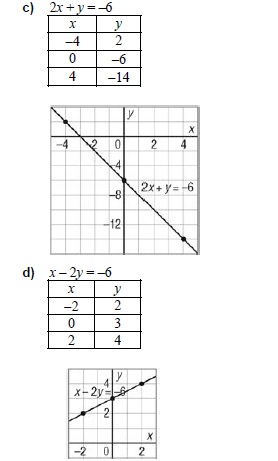 c) 2x + y = –6
x y
–4 2
0 –6
4 –14
y
x
–4 –2 0 2 4
–4
–8
2x + y = –6
–12
d) x – 2y = –6
x y
–2 2
0 3
2 4
y
4
x – 2y = –6
2
x
–2 0 2